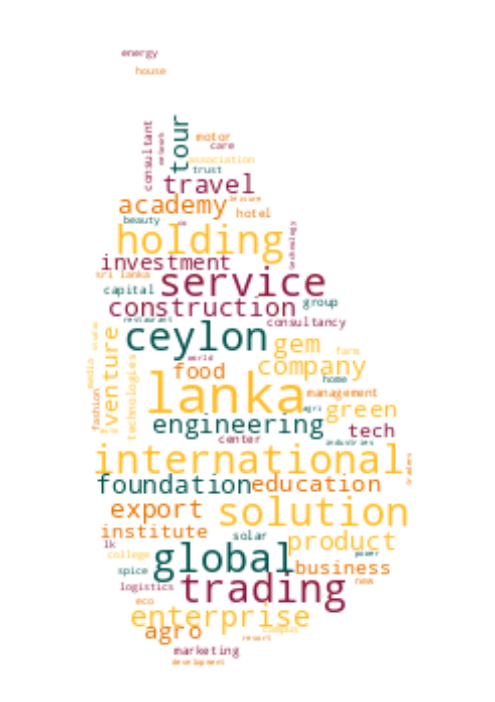 energy
house
consultant
network
tour
motor
care
association
trust
travel
leisure
academy
hotel
beauty
co
holding
technology
investment
sri lanka
service
capital
group
construction
restaurant
consultancy
ceylon
venture
studio
gem
farm
world
company
technologies
media
food
home
lanka
fashion
management
agri
green
engineering
tech
center
industries
international
traders
foundation
education
export
solution
institute
solar
product
lk
global
college
power
business
spice
trading
new
logistics
eco
enterprise
agro
campus
resort
marketing
development